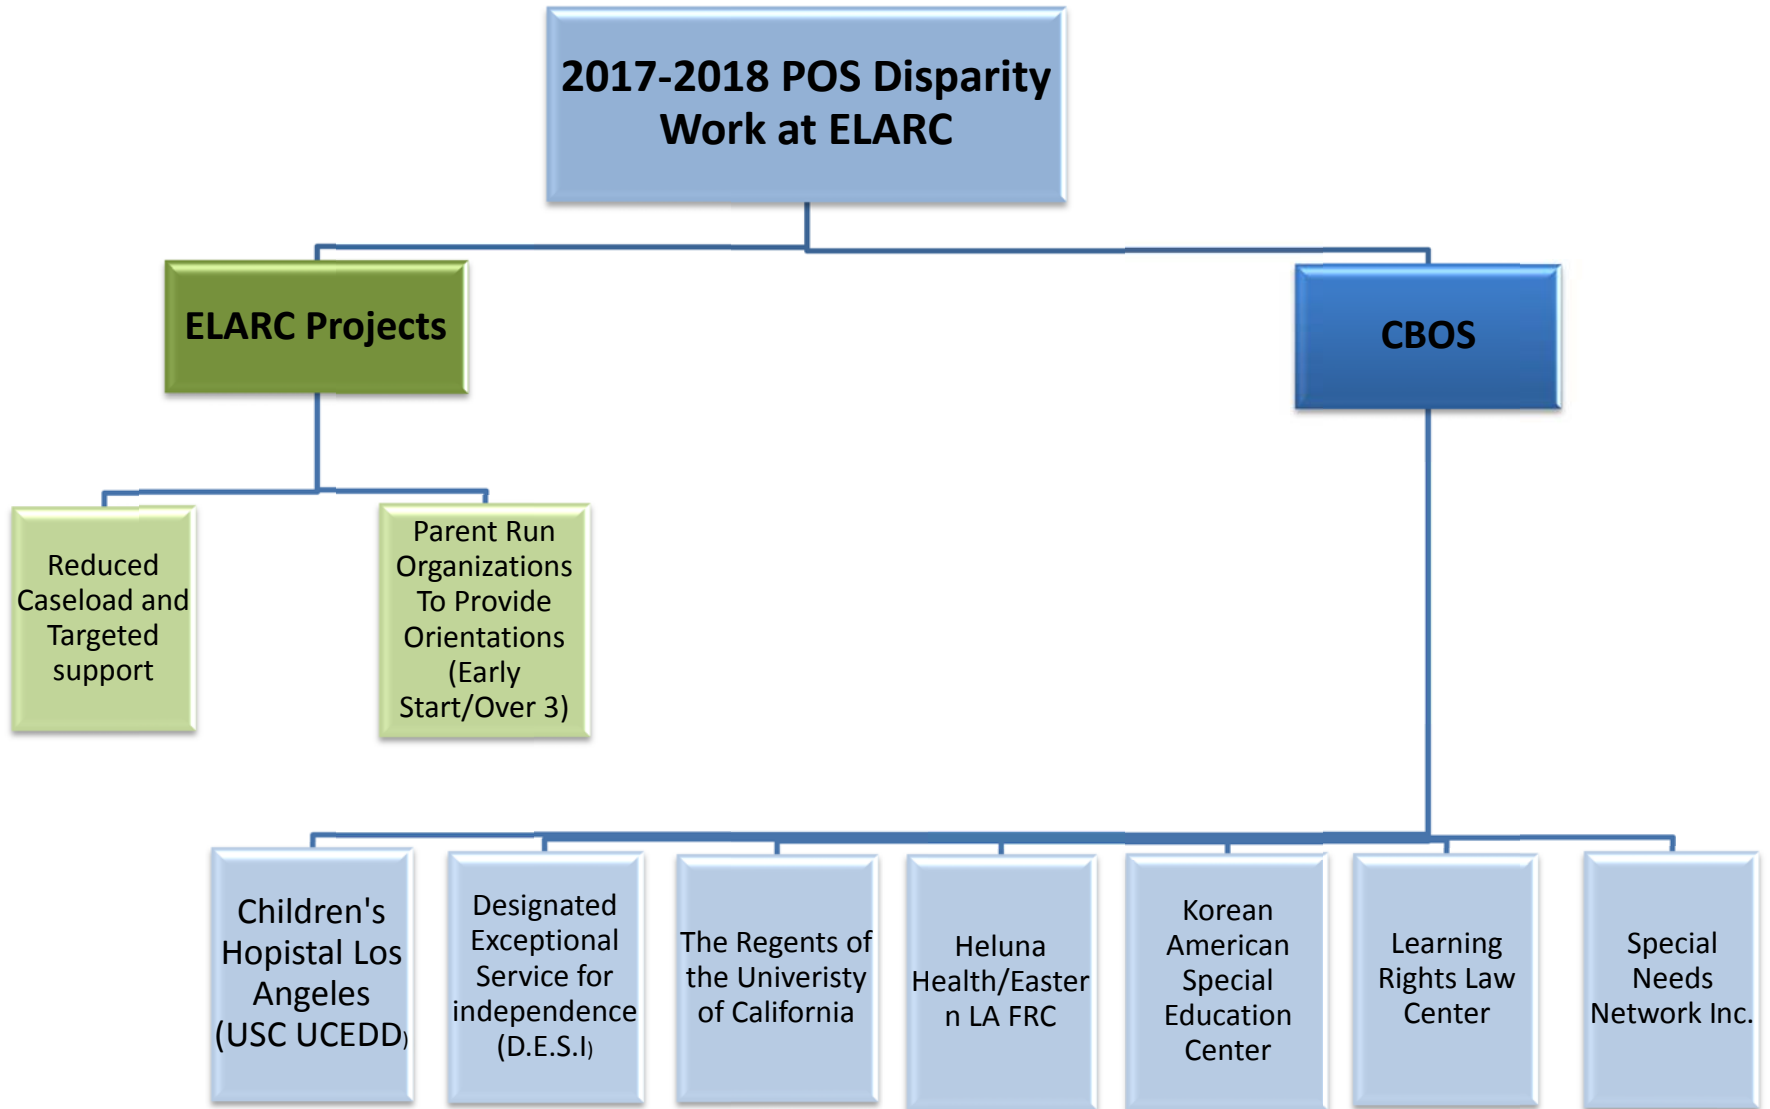 2017-2018 POS Disparity
Work at ELARC
ELARC Projects
CBOS
Reduced
Caseload and
Targeted
support
Parent Run
Organizations
To Provide
Orientations
(Early
Start/Over 3)
Children's
Hopistal Los
Angeles
(USC UCEDD)
Designated
Exceptional
Service for
independence
(D.E.S.I)
The Regents of
the Univeristy
of California
Heluna
Health/Easter
n LA FRC
Korean
American
Special
Education
Center
Learning
Rights Law
Center
Special
Needs
Network Inc.